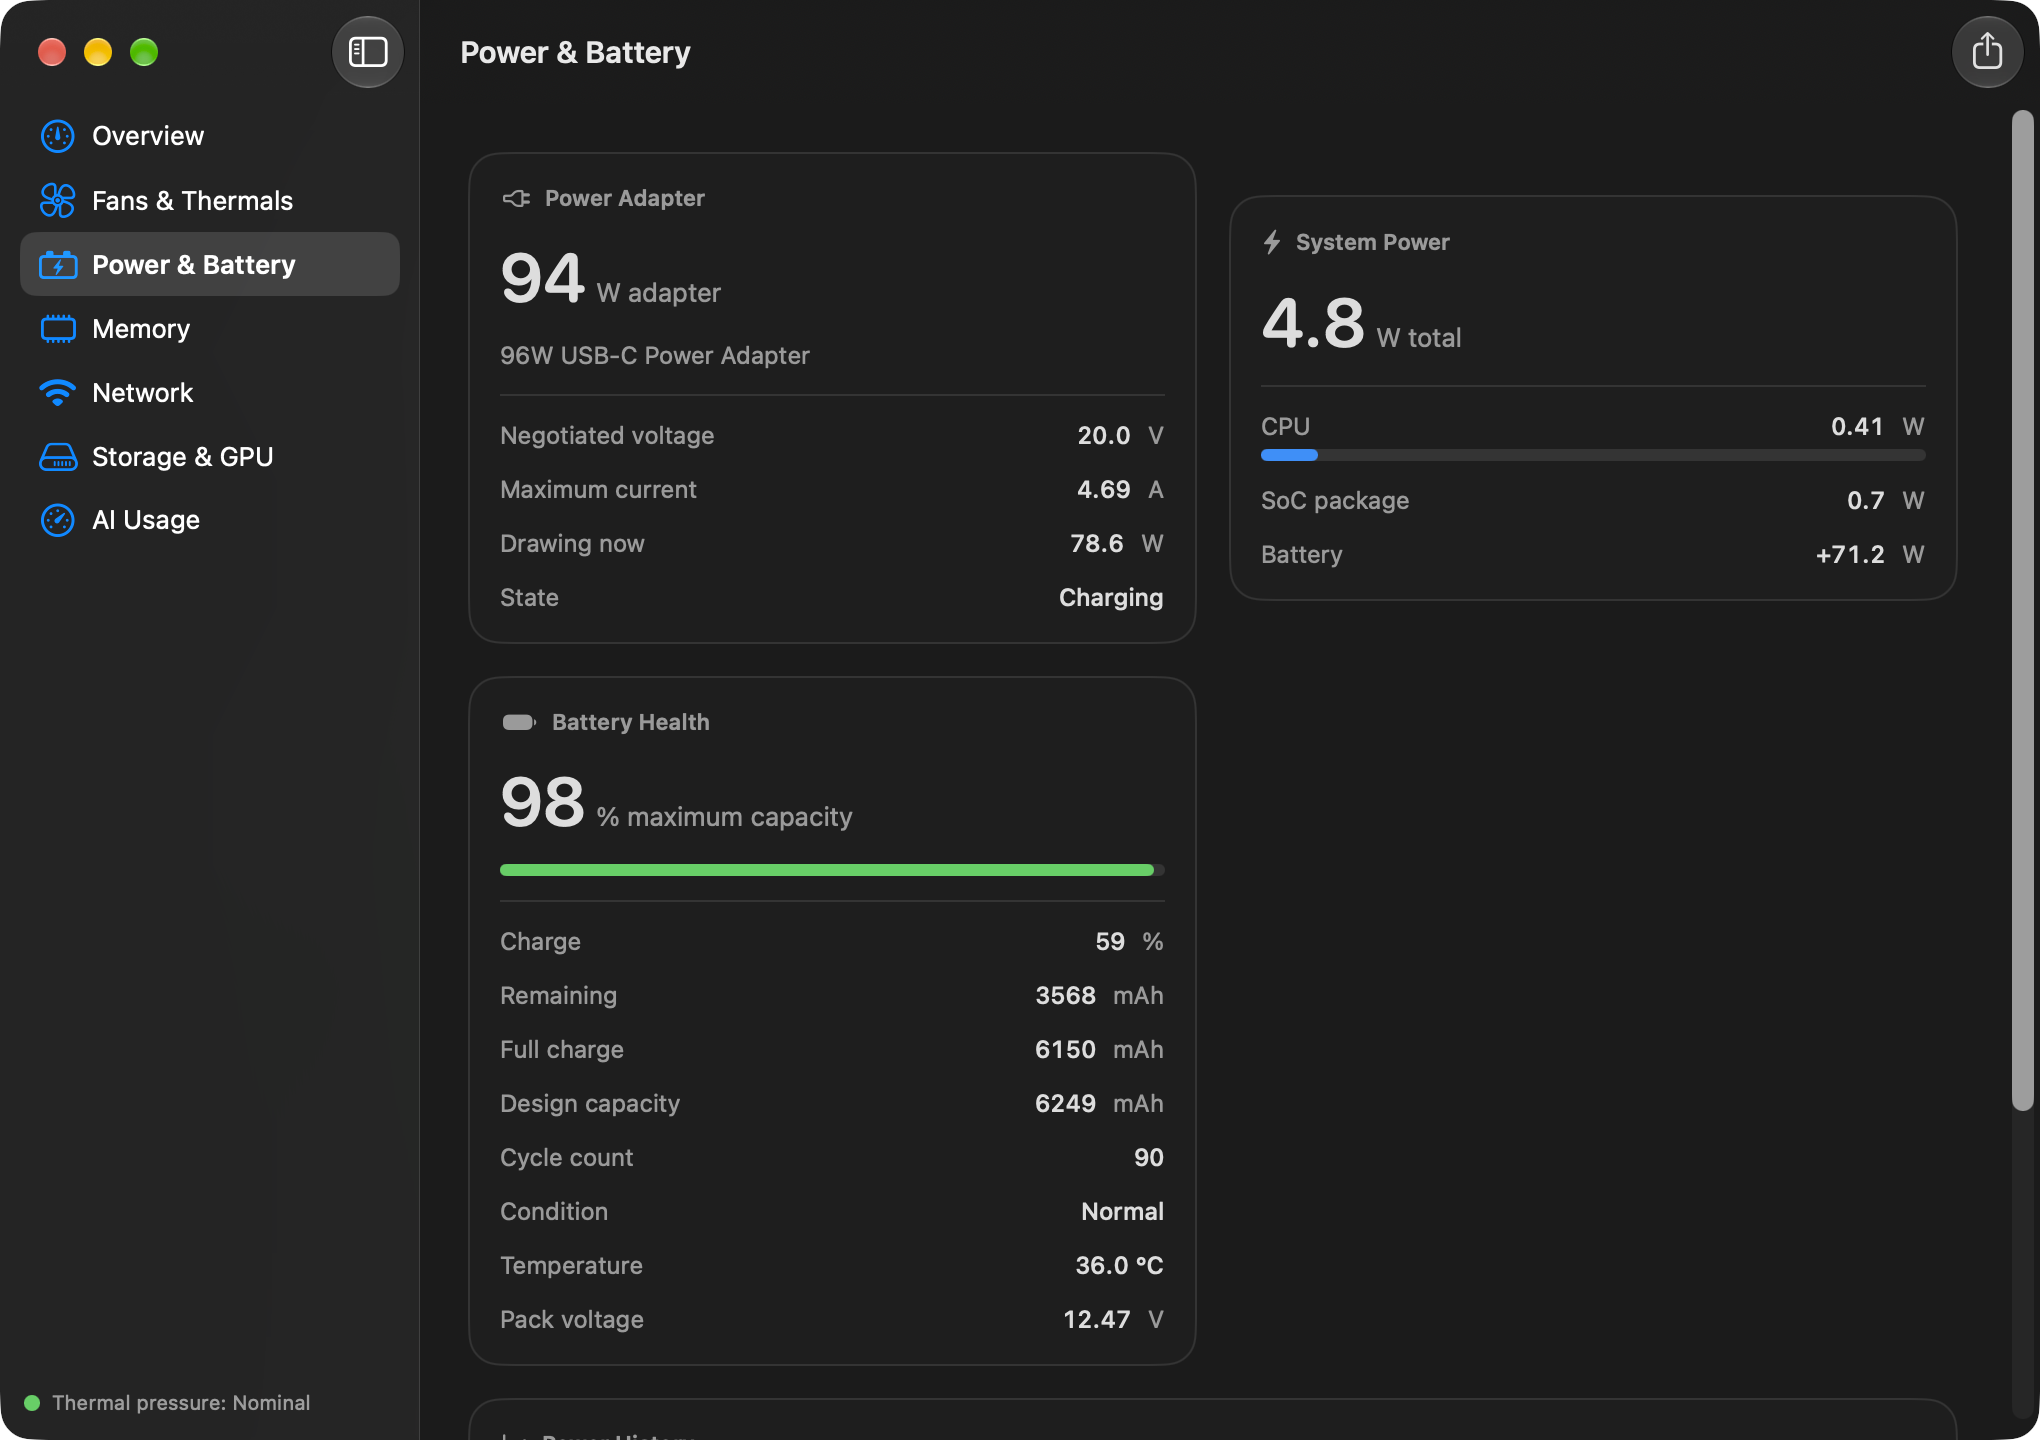 Power & Battery
Overview
Fans & Thermals
Power & Battery
Memory
Network
Storage & GPU
AI Usage
Thermal pressure: Nominal
Power Adapter
94 W adapter
96W USB-C Power Adapter
Negotiated voltage 20.0 V
Maximum current 4.69 A
Drawing now 78.6 W
State Charging
System Power
4.8 W total
CPU 0.41 W
SoC package 0.7 W
Battery +71.2 W
Battery Health
98 % maximum capacity
Charge 59 %
Remaining 3568 mAh
Full charge 6150 mAh
Design capacity 6249 mAh
Cycle count 90
Condition Normal
Temperature 36.0 °C
Pack voltage 12.47 V
Power History